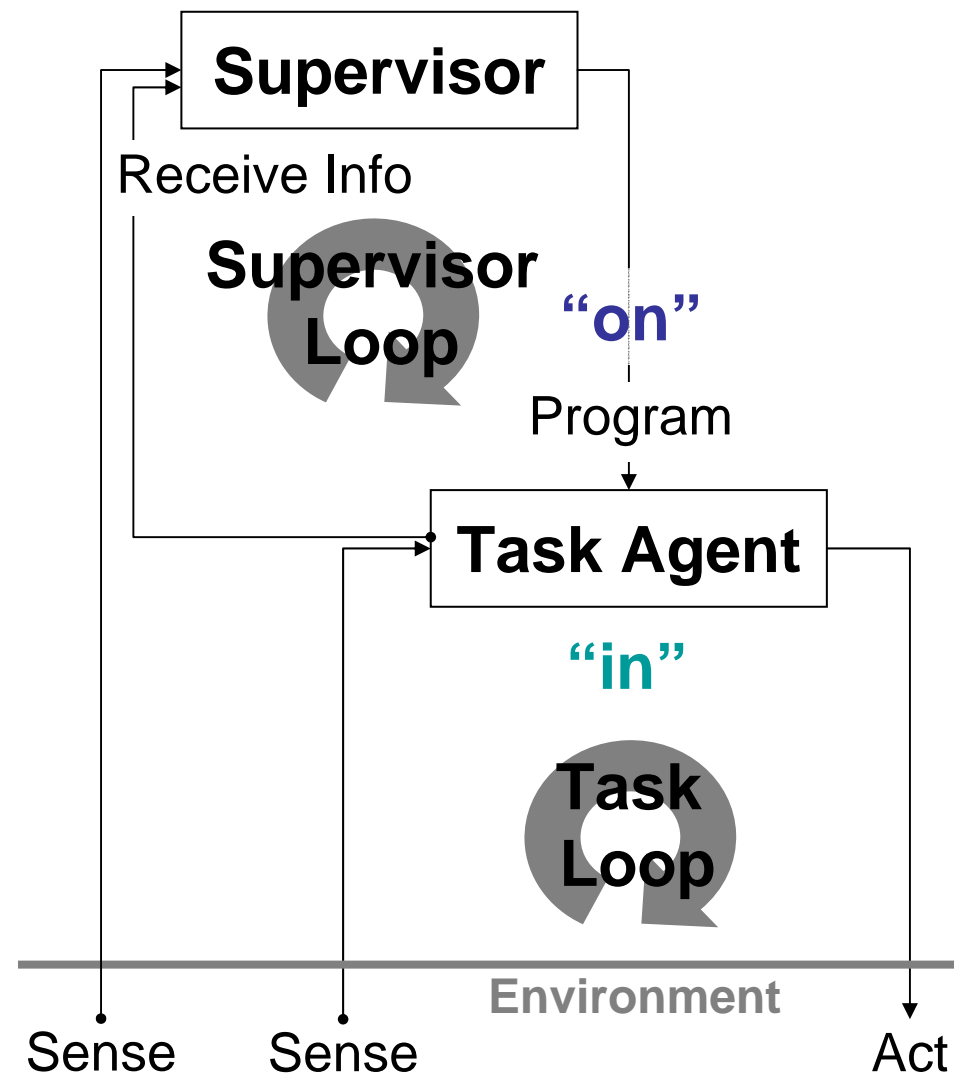 Supervisor
Receive Info
Supervisor
Loop
“on”
Program
Task Agent
“in”
Task
Loop
Environment
Sense
Sense
Act